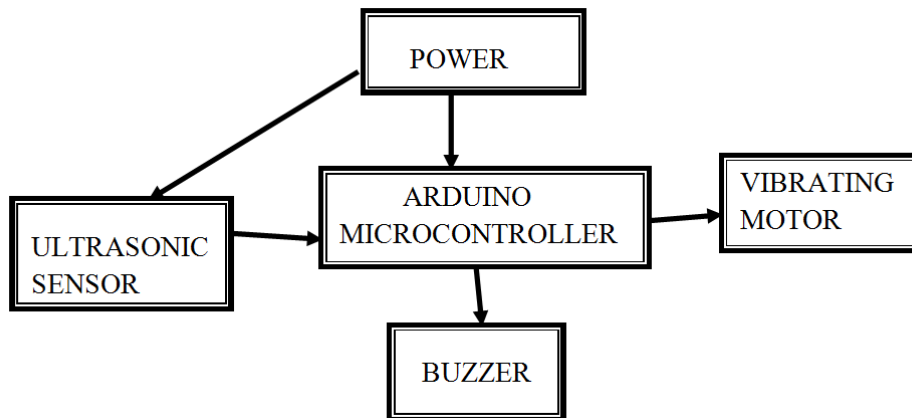 POWER
ARDUINO
MICROCONTROLLER
VIBRATING
MOTOR
ULTRASONIC
SENSOR
BUZZER